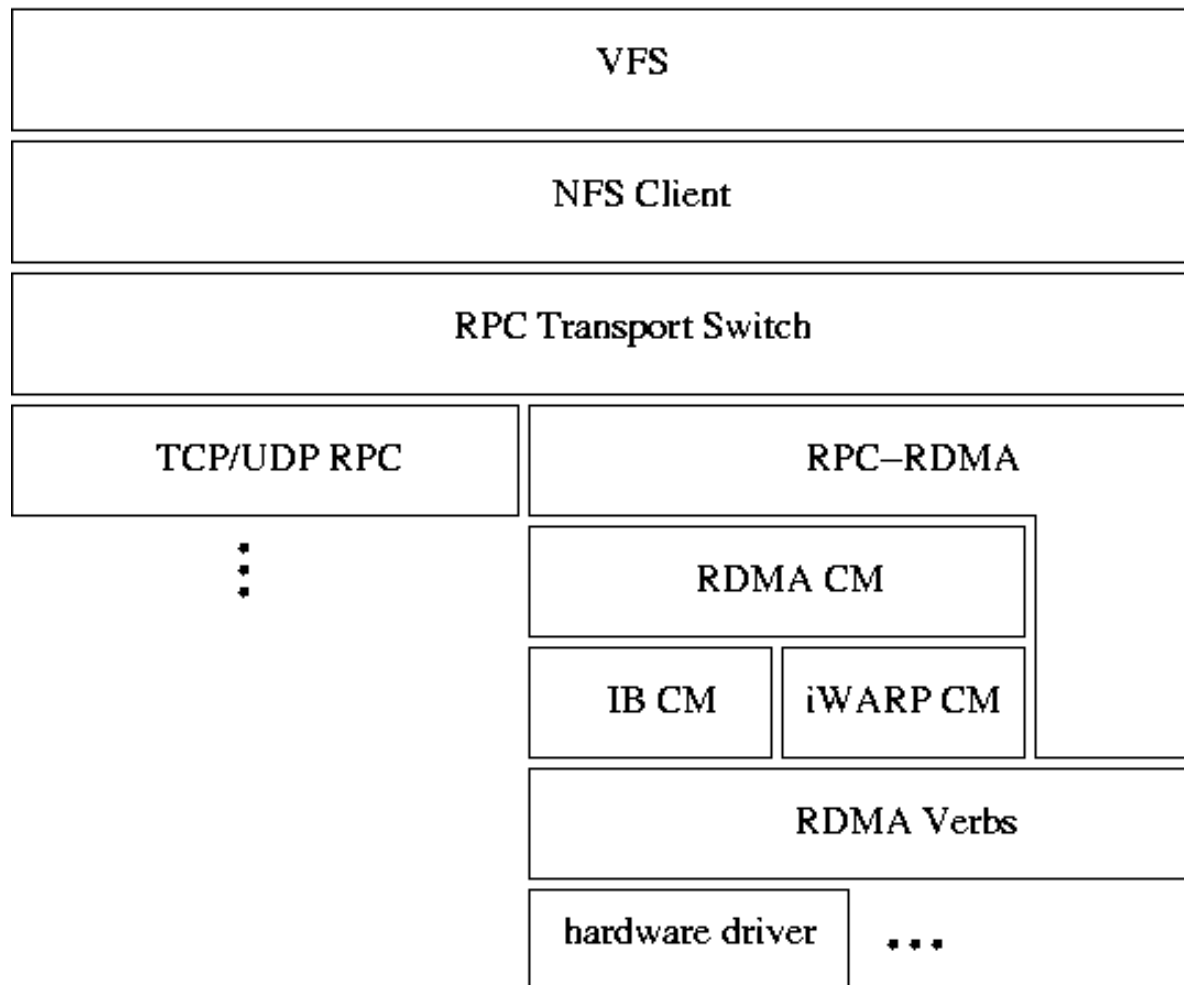 VFS
NFS Client
RPC Transport Switch
TCP/UDP RPC
RPC–RDMA
RDMA CM
IB CM
iWARP CM
RDMA Verbs
hardware driver